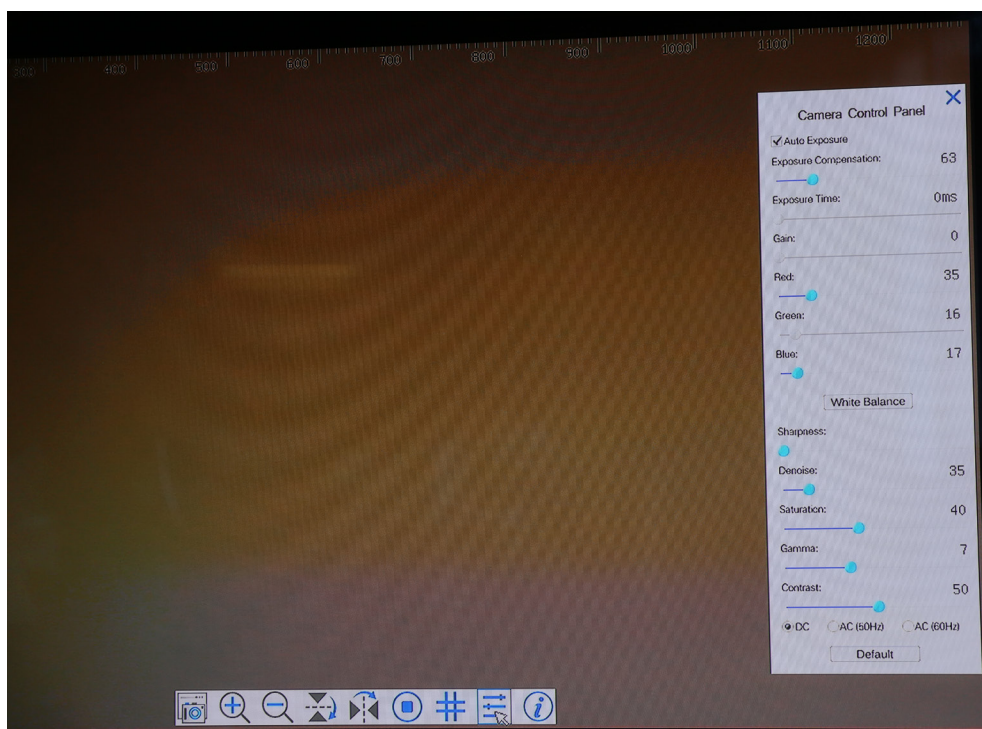 300 400 500 600 700 800 900 1000 1100 1200
Camera Control Panel
Auto Exposure
Exposure Compensation: 63
Exposure Time: 0ms
Gain: 0
Red: 35
Green: 16
Blue: 17
White Balance
Sharpness:
Denoise: 35
Saturation: 40
Gamma: 7
Contrast: 50
DC AC (50Hz) AC (60Hz)
Default
i